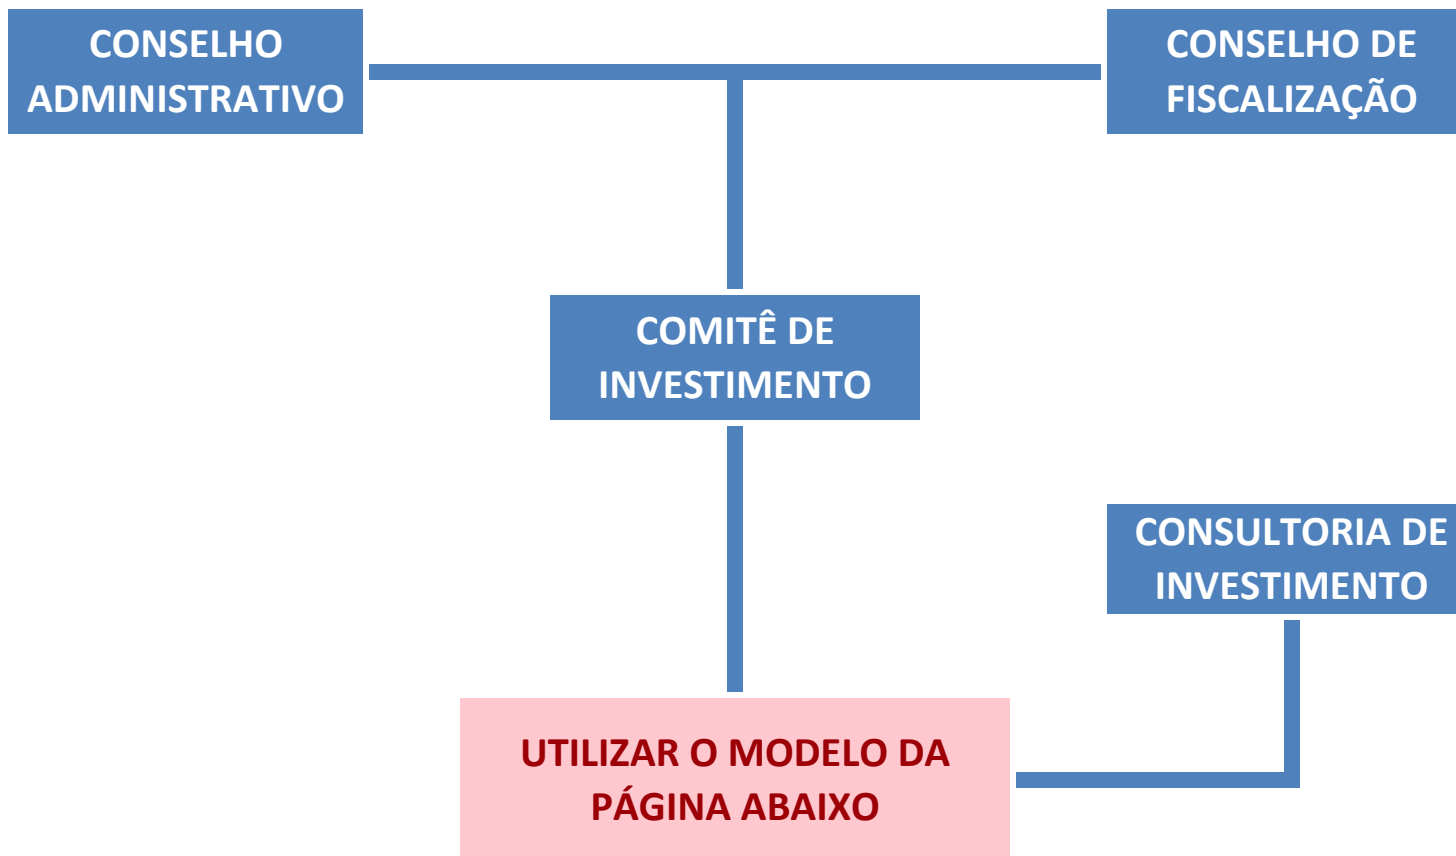 CONSELHO
ADMINISTRATIVO
CONSELHO DE
FISCALIZAÇÃO
COMITÊ DE
INVESTIMENTO
CONSULTORIA DE
INVESTIMENTO
UTILIZAR O MODELO DA
PÁGINA ABAIXO